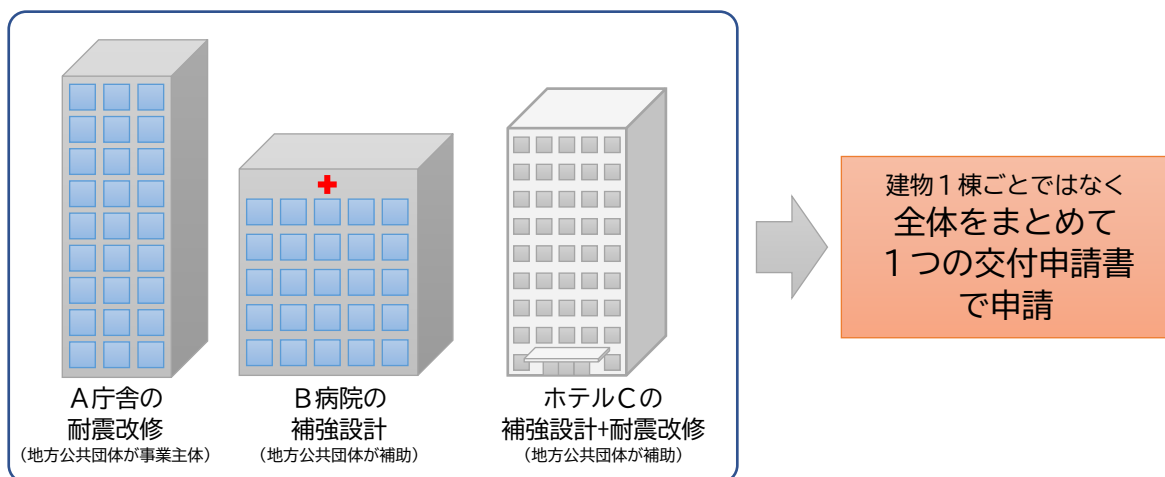 A庁舎の
耐震改修
(地方公共団体が事業主体)
B病院の
補強設計
(地方公共団体が補助)
ホテルCの
補強設計+耐震改修
(地方公共団体が補助)
建物１棟ごとではなく
全体をまとめて
１つの交付申請書
で申請